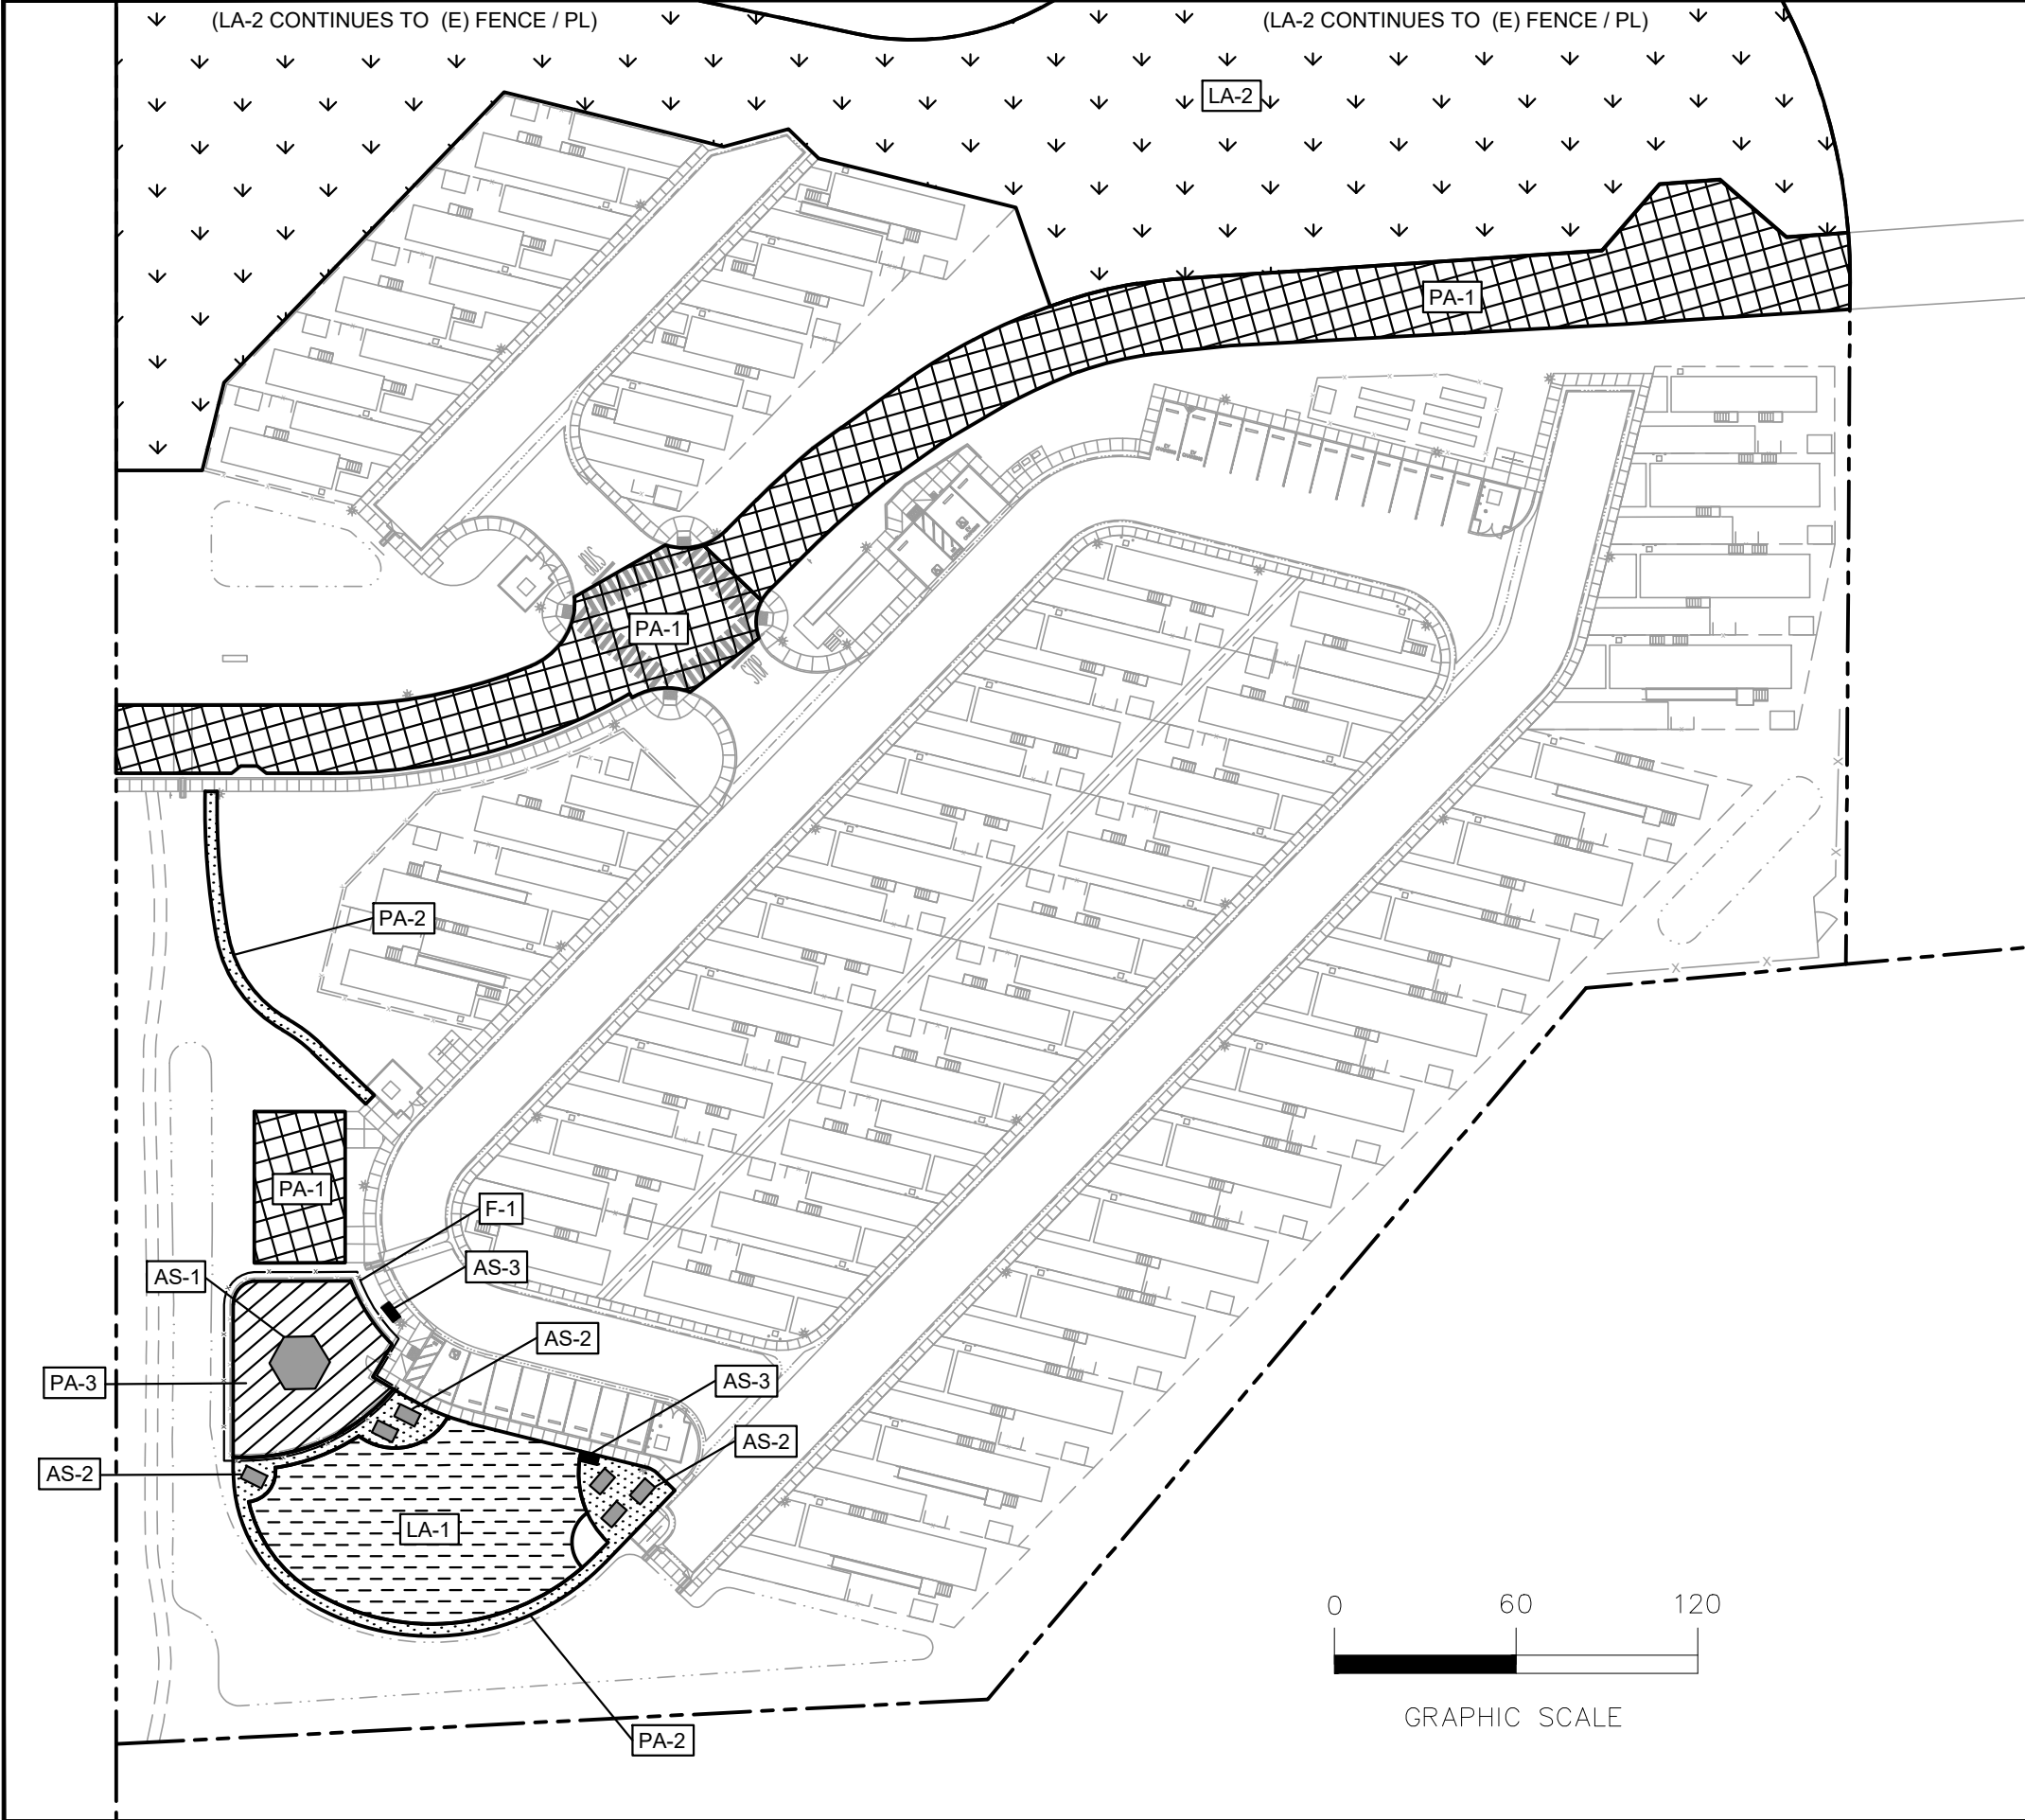 (LA-2 CONTINUES TO (E) FENCE / PL)
(LA-2 CONTINUES TO (E) FENCE / PL)
LA-2
PA-1
STOP
PA-1
STOP
PA-2
PA-1
F-1
AS-3
AS-1
AS-2
PA-3
AS-3
AS-2
AS-2
LA-1
PA-2
0 60 120
GRAPHIC SCALE